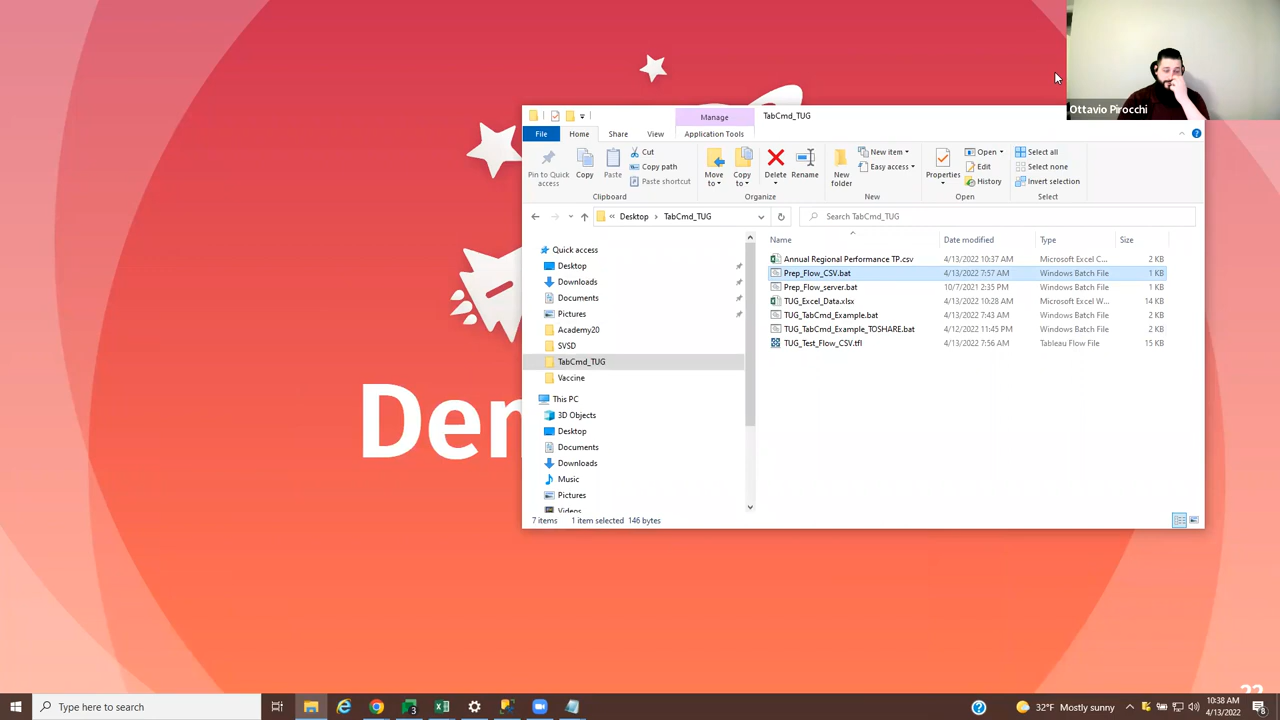 Ottavio Pirocchi
Manage
TabCmd_TUG
File
Home
Share
View
Application Tools
Pin to Quick access
Copy
Paste
Cut
Copy path
Paste shortcut
Clipboard
Move to
Copy to
Delete
Rename
Organize
New folder
New item
Easy access
New
Properties
Open
Edit
History
Open
Select all
Select none
Invert selection
Select
« Desktop > TabCmd_TUG
Search TabCmd_TUG
Quick access
Desktop
Downloads
Documents
Pictures
Academy20
SVSD
TabCmd_TUG
Vaccine
This PC
3D Objects
Desktop
Documents
Downloads
Music
Pictures
Videos
Name Date modified Type Size
Annual Regional Performance TP.csv 4/13/2022 10:37 AM Microsoft Excel C... 2 KB
Prep_Flow_CSV.bat 4/13/2022 7:57 AM Windows Batch File 1 KB
Prep_Flow_server.bat 10/7/2021 2:35 PM Windows Batch File 1 KB
TUG_Excel_Data.xlsx 4/13/2022 10:28 AM Microsoft Excel W... 14 KB
TUG_TabCmd_Example.bat 4/13/2022 7:43 AM Windows Batch File 2 KB
TUG_TabCmd_Example_TOSHARE.bat 4/12/2022 11:45 PM Windows Batch File 2 KB
TUG_Test_Flow_CSV.tfl 4/13/2022 7:56 AM Tableau Flow File 15 KB
7 items 1 item selected 146 bytes
Den
22
Type here to search
3
32°F Mostly sunny
10:38 AM
4/13/2022
8